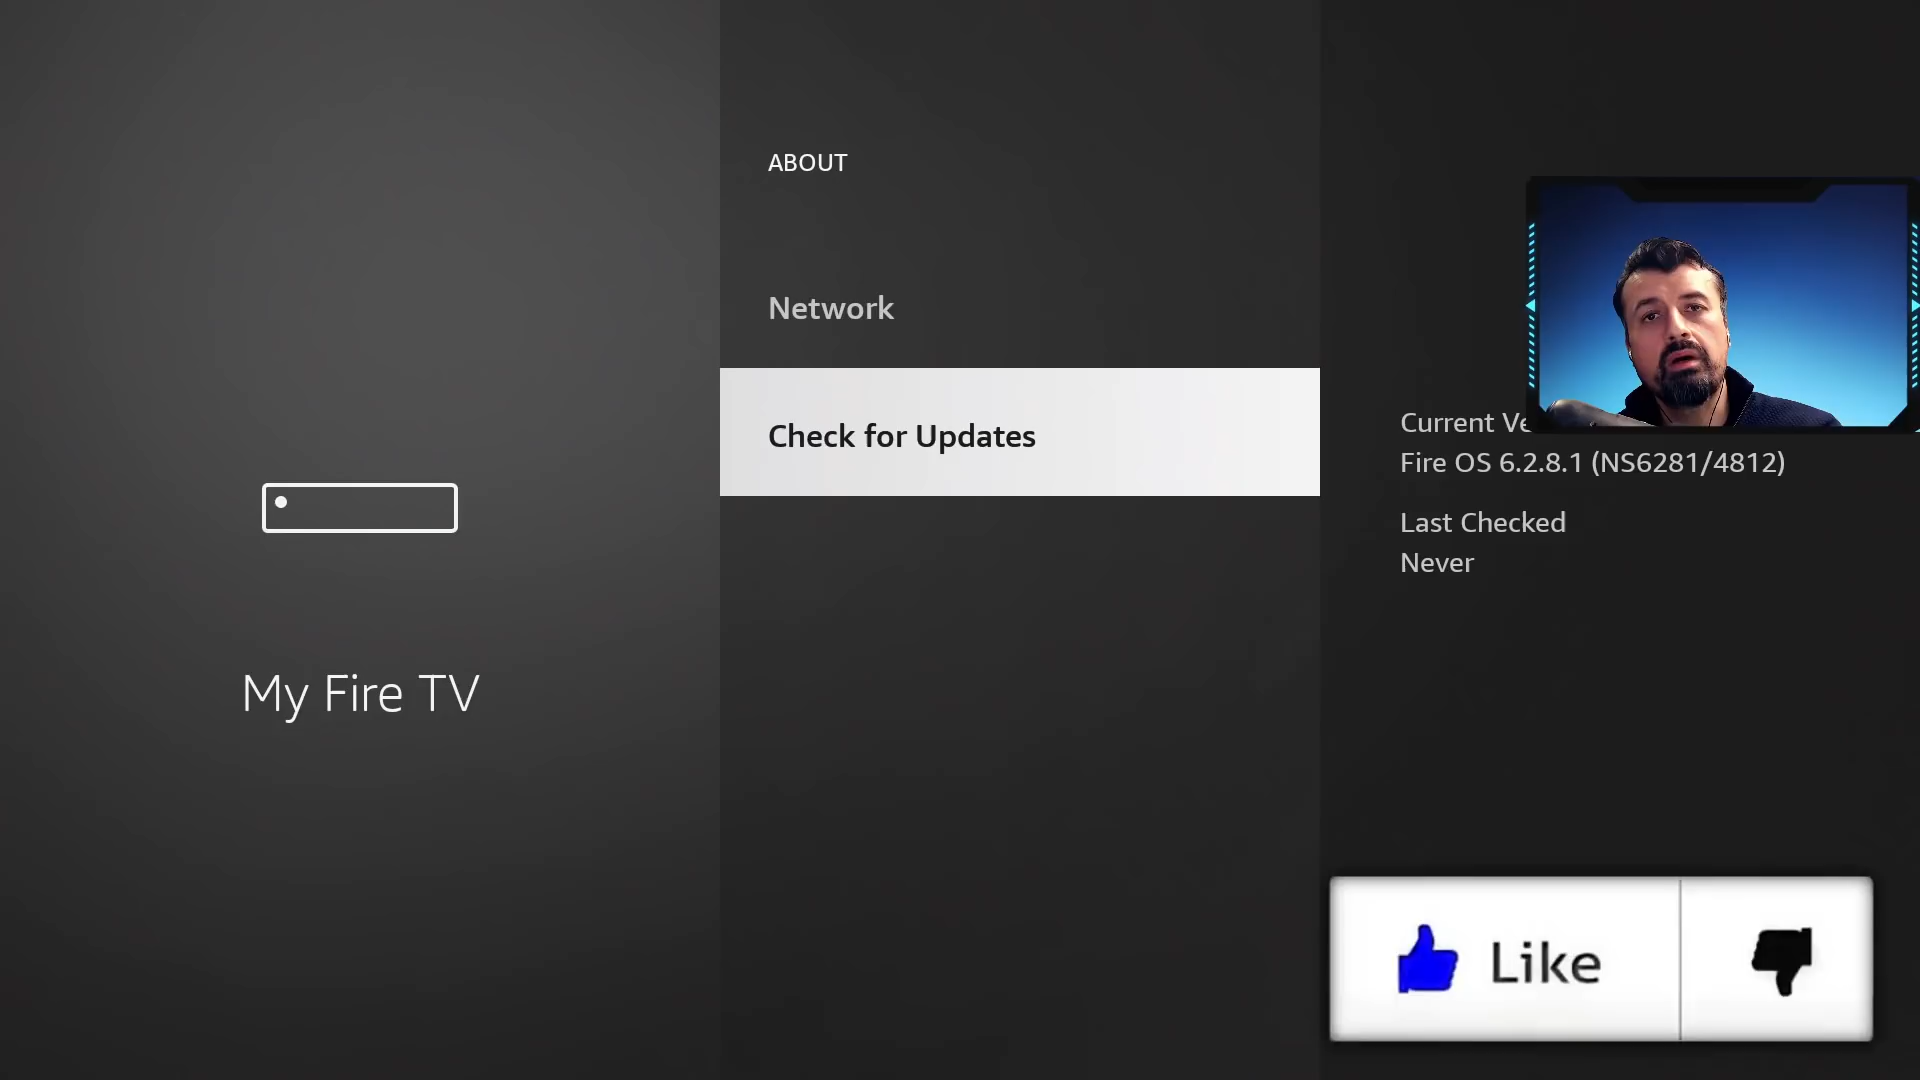 ABOUT
Network
Check for Updates
My Fire TV
Current Ve
Fire OS 6.2.8.1 (NS6281/4812)
Last Checked
Never
Like